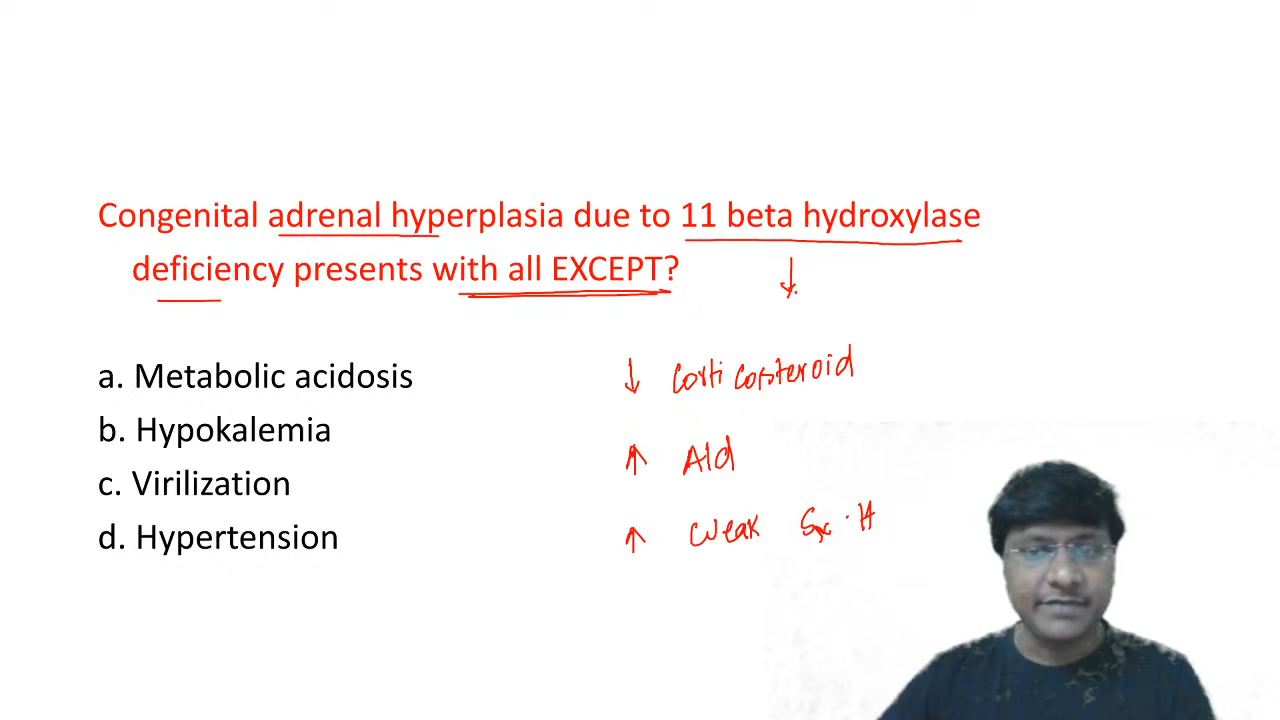 Congenital adrenal hyperplasia due to 11 beta hydroxylase
deficiency presents with all EXCEPT?
a. Metabolic acidosis
b. Hypokalemia
c. Virilization
d. Hypertension
↓ corticosteroid
↑ Ald
↑ weak Sx. H